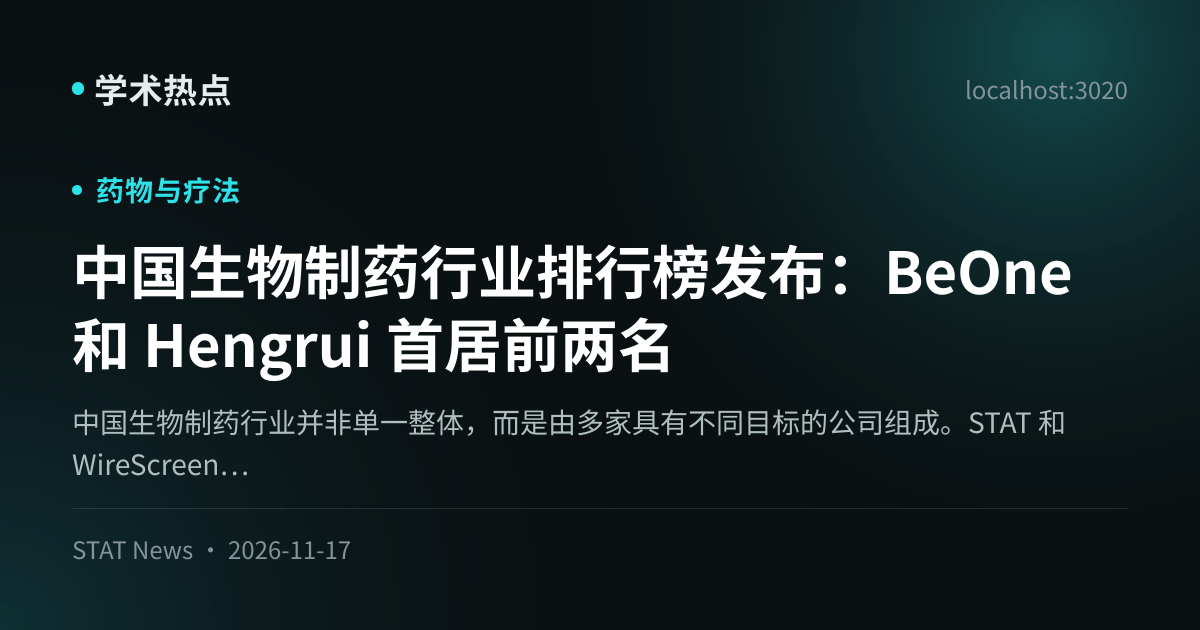 学术热点
localhost:3020
药物与疗法
中国生物制药行业排行榜发布：BeOne
和 Hengrui 首居前两名
中国生物制药行业并非单一整体，而是由多家具有不同目标的公司组成。STAT 和
WireScreen…
STAT News · 2026-11-17